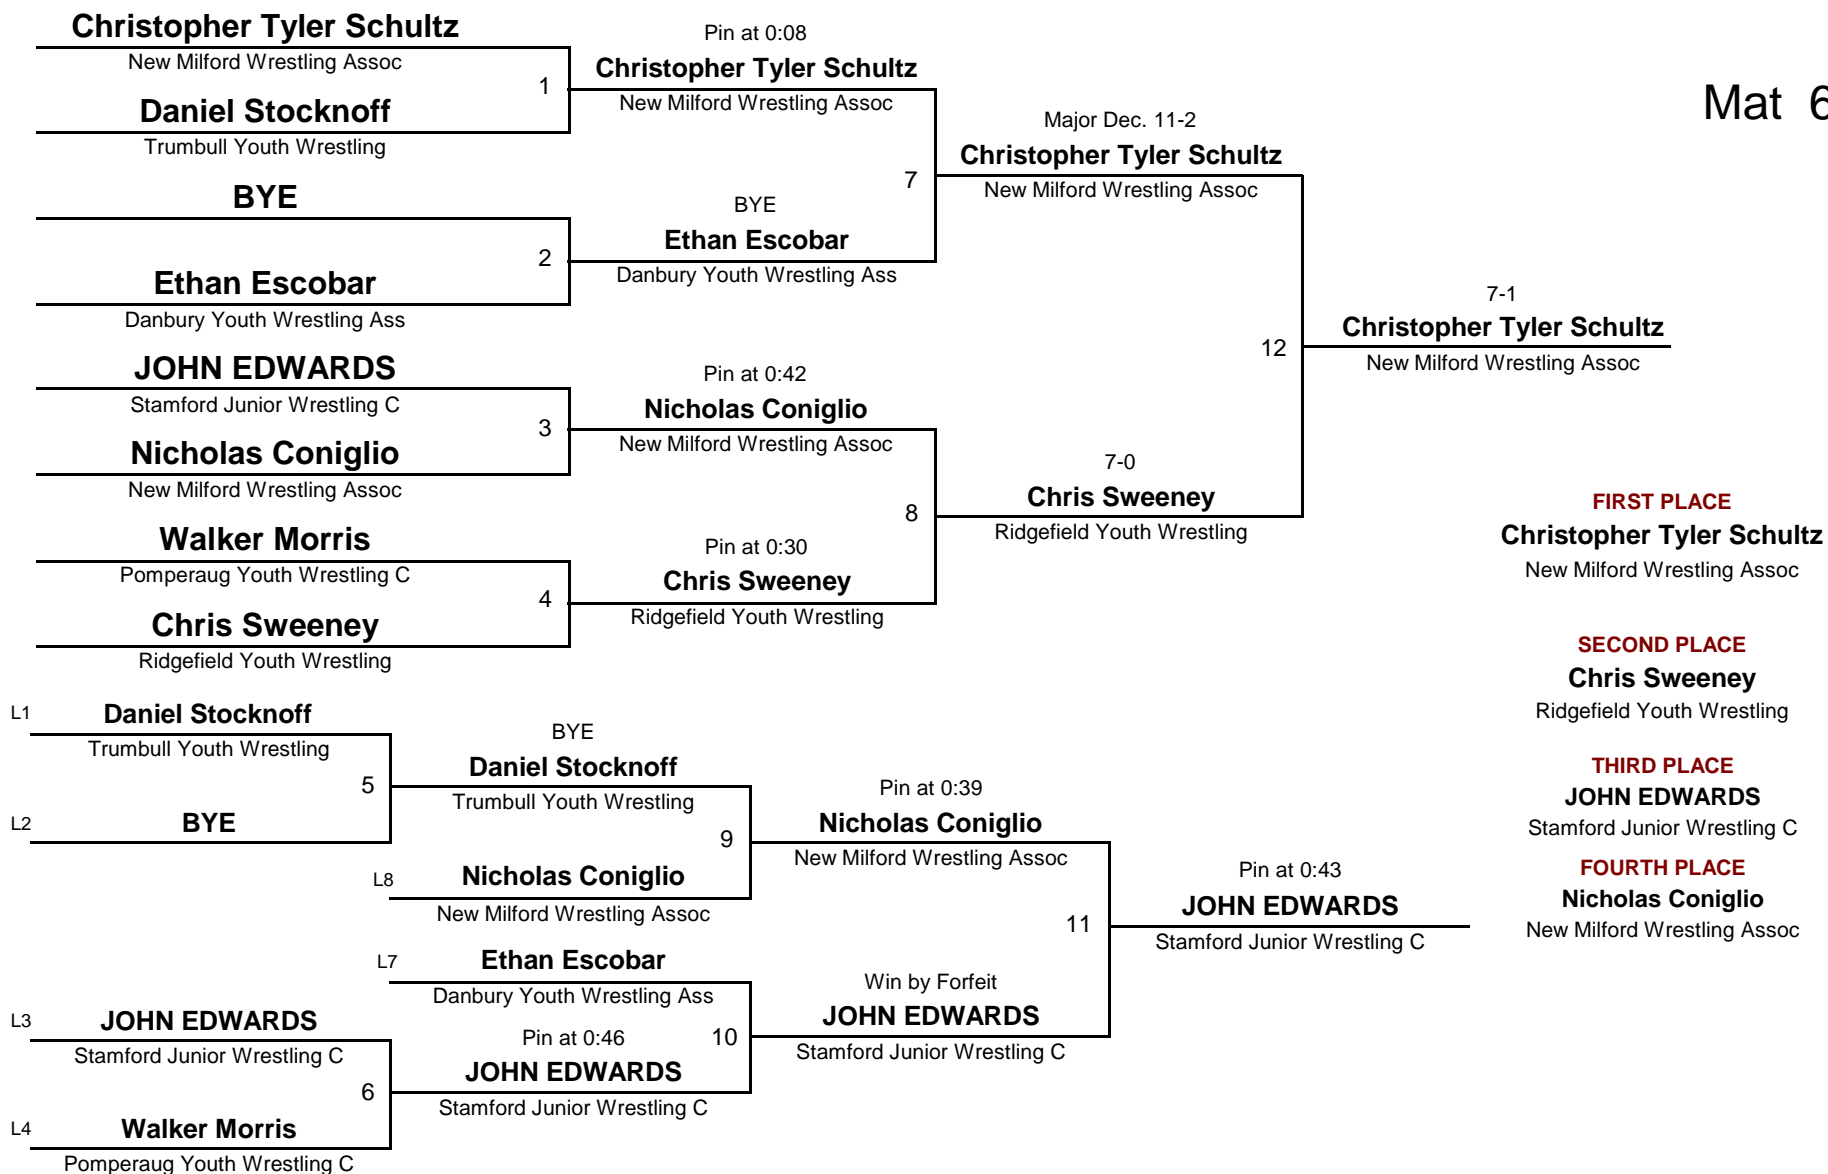 Christopher Tyler Schultz
New Milford Wrestling Assoc
1
Daniel Stocknoff
Trumbull Youth Wrestling
BYE
2
Ethan Escobar
Danbury Youth Wrestling Ass
JOHN EDWARDS
Stamford Junior Wrestling C
3
Nicholas Coniglio
New Milford Wrestling Assoc
Walker Morris
Pomperaug Youth Wrestling C
4
Chris Sweeney
Ridgefield Youth Wrestling
Pin at 0:08
Christopher Tyler Schultz
New Milford Wrestling Assoc
7
BYE
Ethan Escobar
Danbury Youth Wrestling Ass
Pin at 0:42
Nicholas Coniglio
New Milford Wrestling Assoc
8
Pin at 0:30
Chris Sweeney
Ridgefield Youth Wrestling
Major Dec. 11-2
Christopher Tyler Schultz
New Milford Wrestling Assoc
12
7-0
Chris Sweeney
Ridgefield Youth Wrestling
Mat 6
7-1
Christopher Tyler Schultz
New Milford Wrestling Assoc
FIRST PLACE
Christopher Tyler Schultz
New Milford Wrestling Assoc
SECOND PLACE
Chris Sweeney
Ridgefield Youth Wrestling
THIRD PLACE
JOHN EDWARDS
Stamford Junior Wrestling C
FOURTH PLACE
Nicholas Coniglio
New Milford Wrestling Assoc
L1 Daniel Stocknoff
Trumbull Youth Wrestling
5
L2 BYE
BYE
Daniel Stocknoff
Trumbull Youth Wrestling
9
L8 Nicholas Coniglio
New Milford Wrestling Assoc
L7 Ethan Escobar
Danbury Youth Wrestling Ass
10
Pin at 0:46
JOHN EDWARDS
Stamford Junior Wrestling C
L3 JOHN EDWARDS
Stamford Junior Wrestling C
6
L4 Walker Morris
Pomperaug Youth Wrestling C
Pin at 0:39
Nicholas Coniglio
New Milford Wrestling Assoc
11
Win by Forfeit
JOHN EDWARDS
Stamford Junior Wrestling C
Pin at 0:43
JOHN EDWARDS
Stamford Junior Wrestling C